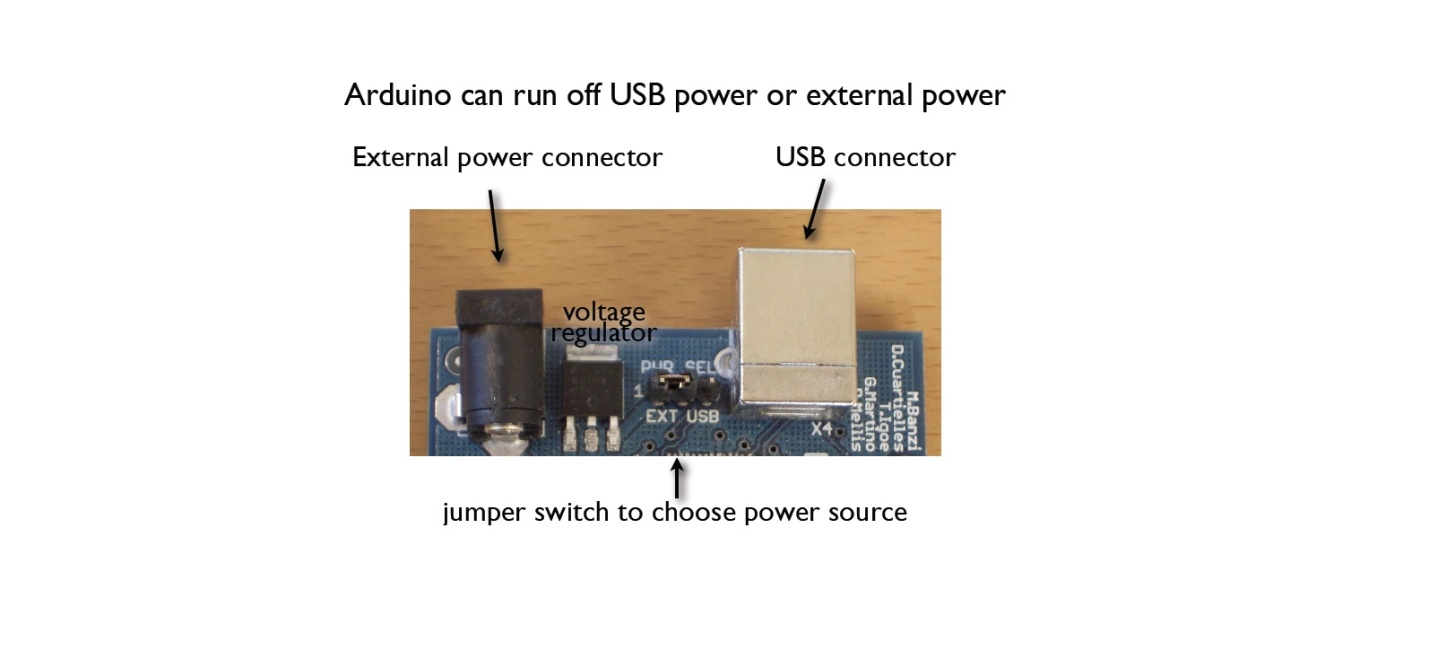 Arduino can run off USB power or external power
External power connector
USB connector
voltage
regulator
PWR SEL
1
EXT USB
X4
M.Banzi
D.Cuartielles
T.Igoe
G.Martino
D.Mellis
jumper switch to choose power source